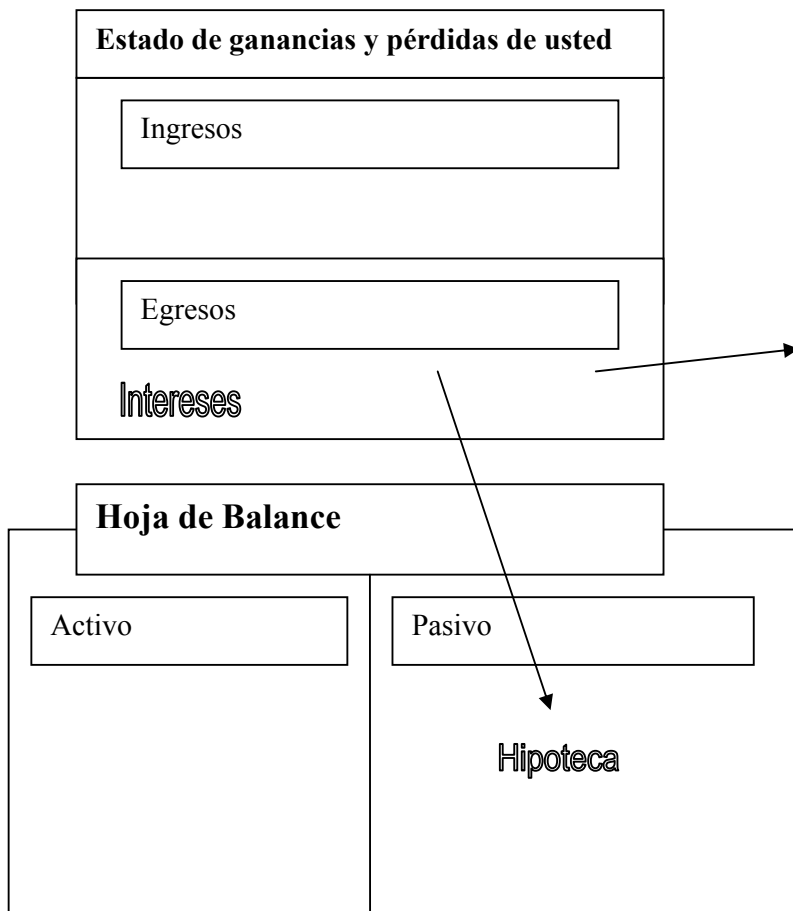 Estado de ganancias y pérdidas de usted
Ingresos
Egresos
Intereses
Hoja de Balance
Activo
Pasivo
Hipoteca